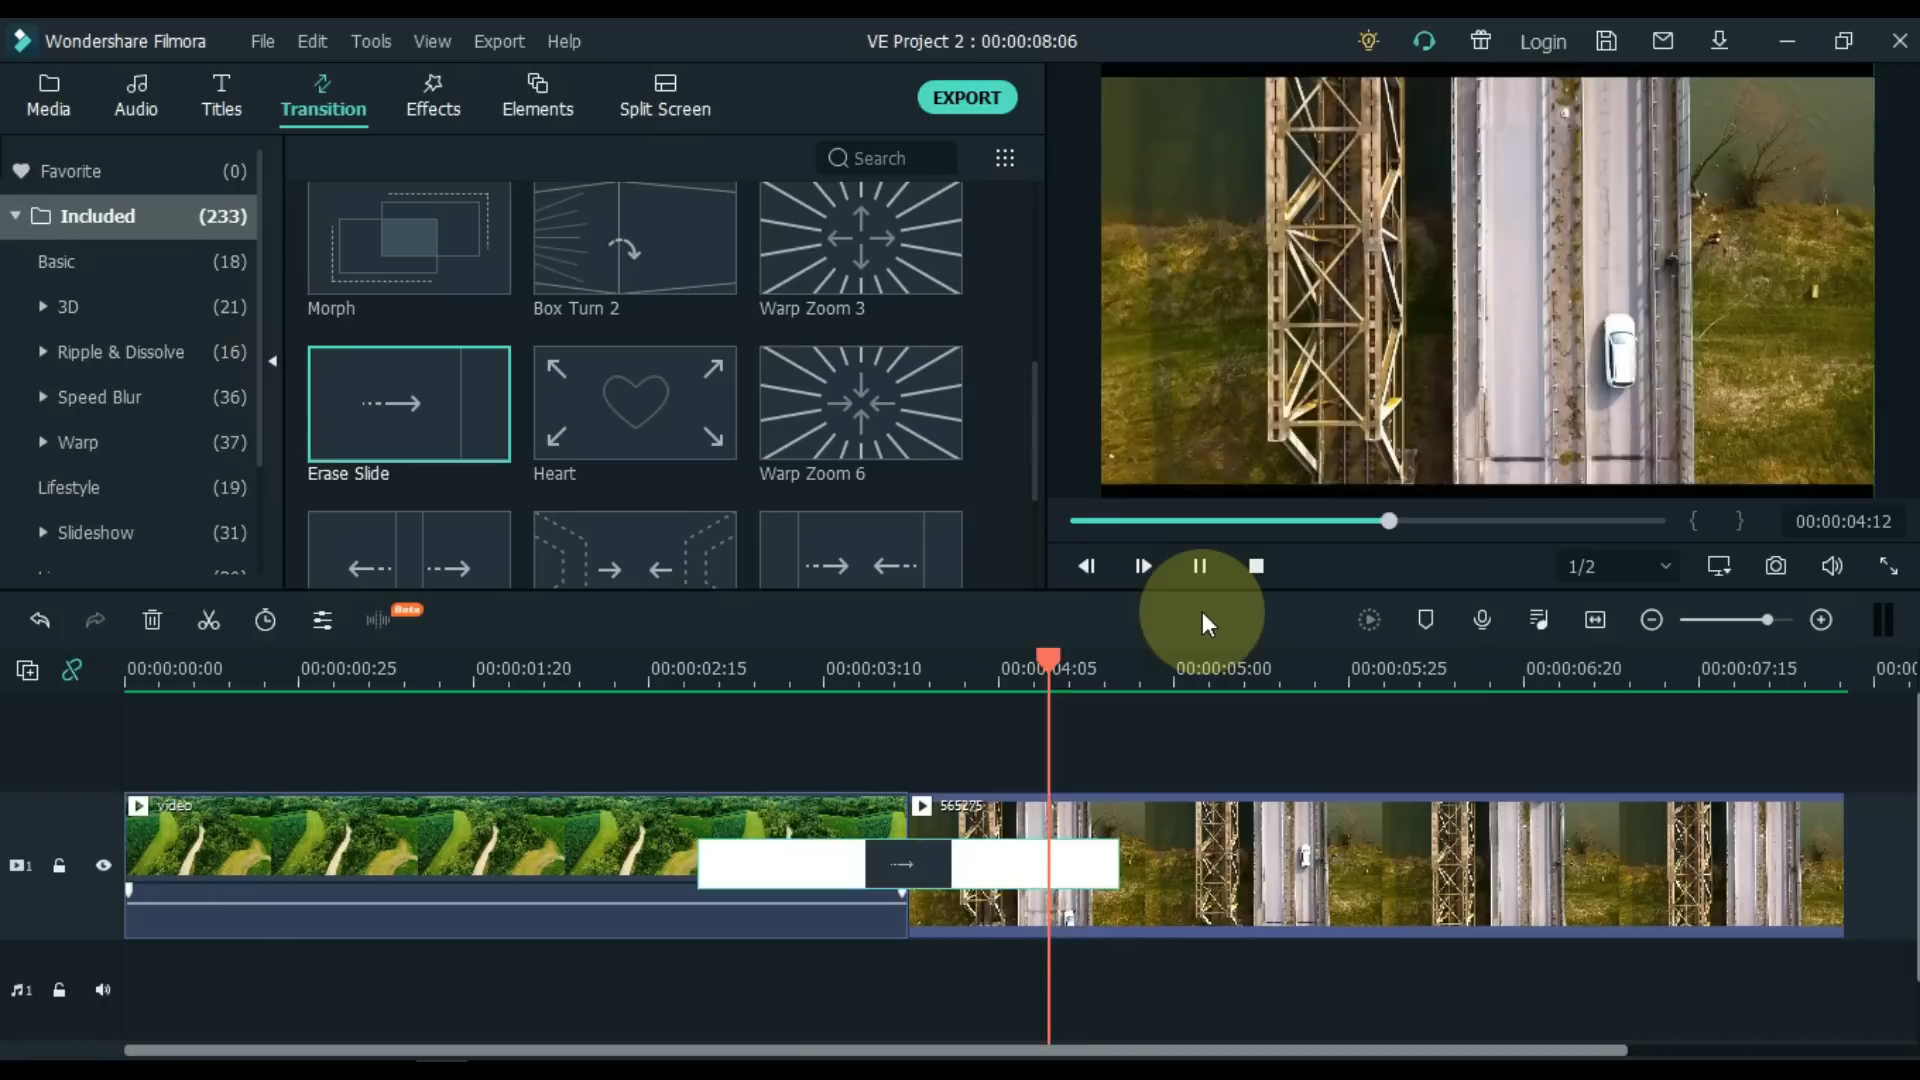 Wondershare Filmora File Edit Tools View Export Help VE Project 2 : 00:00:08:06 Login
Media Audio Titles Transition Effects Elements Split Screen EXPORT
Favorite (0) Search
Included (233)
Basic (18)
3D (21)
Ripple & Dissolve (16)
Speed Blur (36)
Warp (37)
Lifestyle (19)
Slideshow (31)
Morph Box Turn 2 Warp Zoom 3
Erase Slide Heart Warp Zoom 6
{ } 00:00:04:12
1/2
Beta
00:00:00:00 00:00:00:25 00:00:01:20 00:00:02:15 00:00:03:10 00:00:04:05 00:00:05:00 00:00:05:25 00:00:06:20 00:00:07:15 00:00
video 565275
1
1